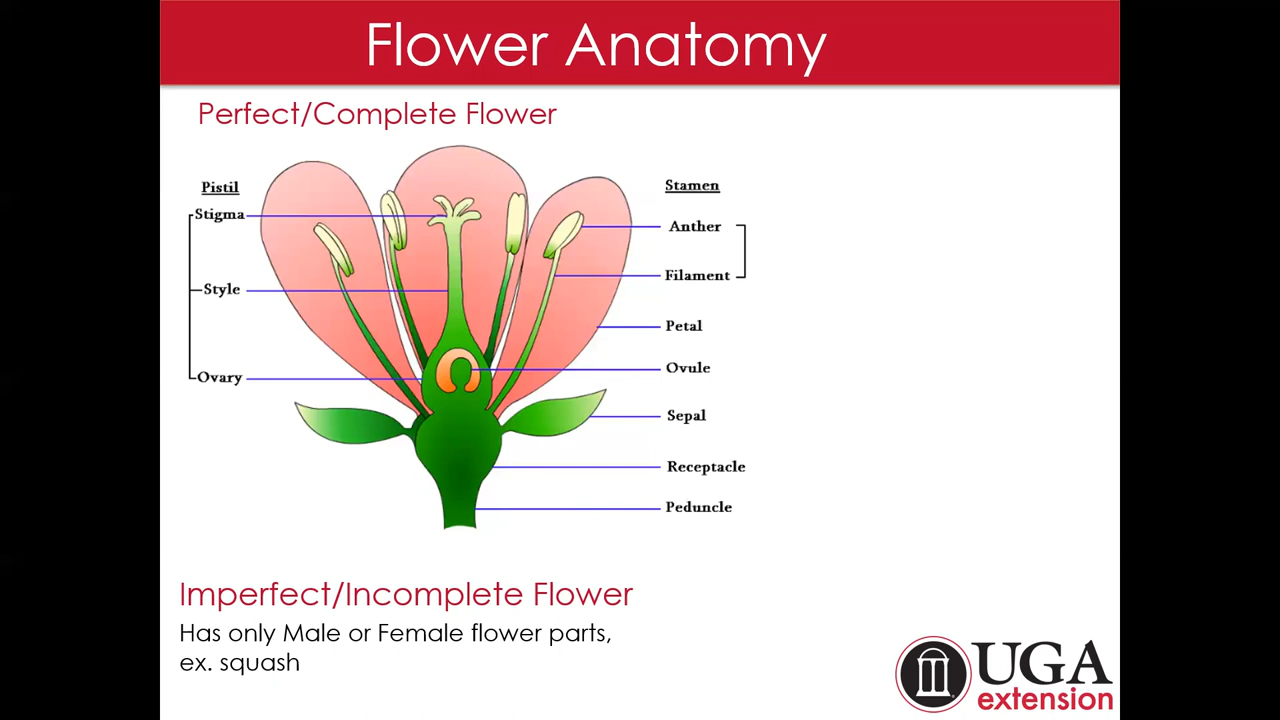 Flower Anatomy
Perfect/Complete Flower
Pistil
Stigma
Style
Ovary
Stamen
Anther
Filament
Petal
Ovule
Sepal
Receptacle
Peduncle
Imperfect/Incomplete Flower
Has only Male or Female flower parts,
ex. squash
UGA
extension